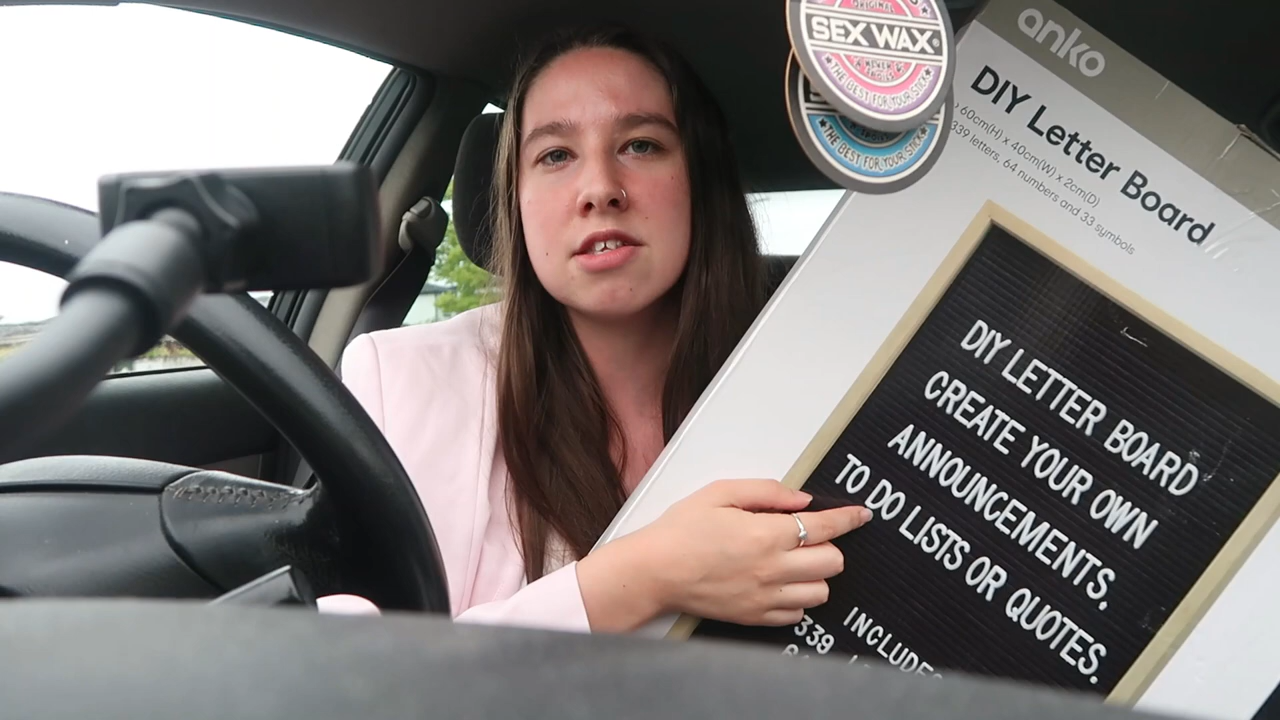 ORIGINAL
SEX WAX®
THE BEST FOR YOUR STICK
THE BEST FOR YOUR STICK
anko
DIY Letter Board
60cm(H) x 40cm(W) x 2cm(D)
339 letters, 64 numbers and 33 symbols
DIY LETTER BOARD
CREATE YOUR OWN
ANNOUNCEMENTS.
TO DO LISTS OR QUOTES.
INCLUDES
339